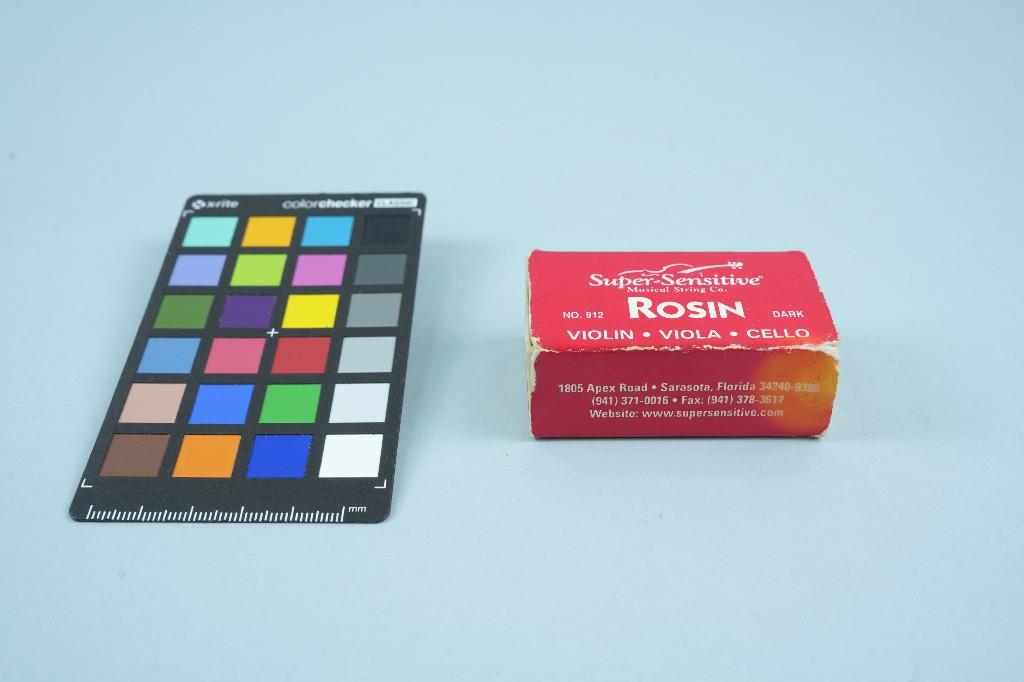 x-rite
colorchecker CLASSIC
mm
Super-Sensitive®
Musical String Co.
NO. 912 ROSIN DARK
VIOLIN • VIOLA • CELLO
1805 Apex Road • Sarasota, Florida 34240-9386
(941) 371-0016 • Fax: (941) 378-3617
Website: www.supersensitive.com